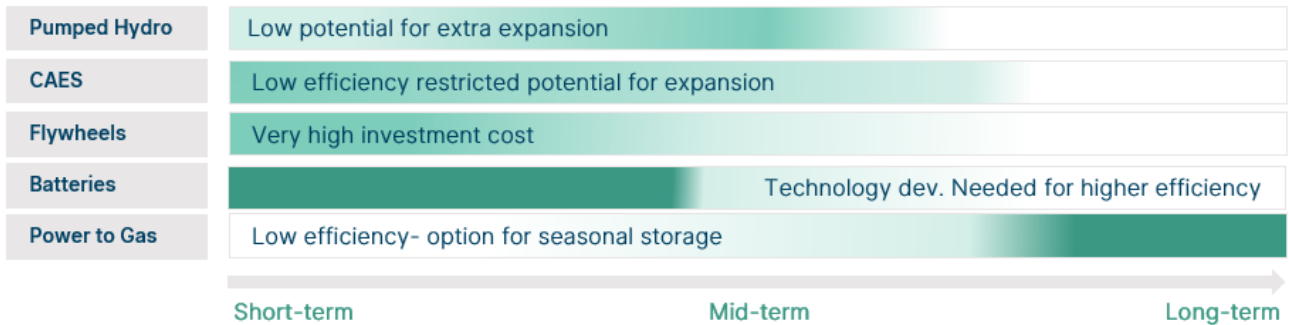 Pumped Hydro Low potential for extra expansion
CAES Low efficiency restricted potential for expansion
Flywheels Very high investment cost
Batteries Technology dev. Needed for higher efficiency
Power to Gas Low efficiency- option for seasonal storage
Short-term Mid-term Long-term